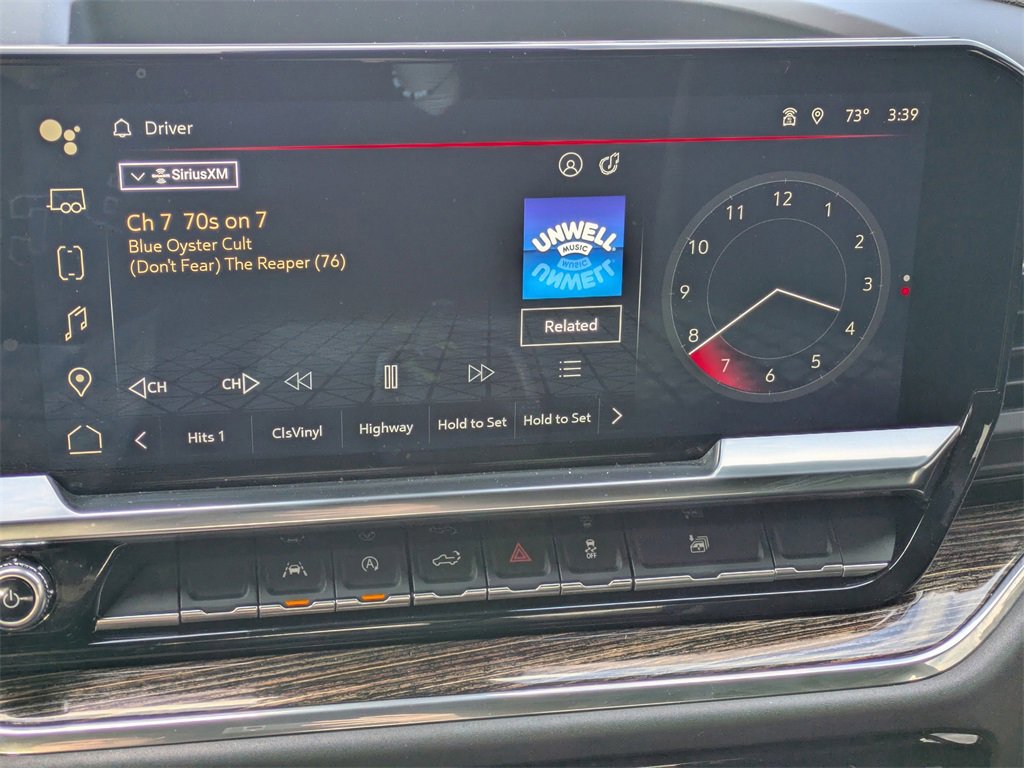 Driver
73° 3:39
SiriusXM
Ch 7 70s on 7
Blue Oyster Cult
(Don't Fear) The Reaper (76)
UNWELL
MUSIC
Related
CH
CH
Hits 1
ClsVinyl
Highway
Hold to Set
Hold to Set
12
1
2
3
4
5
6
7
8
9
10
11
A
OFF